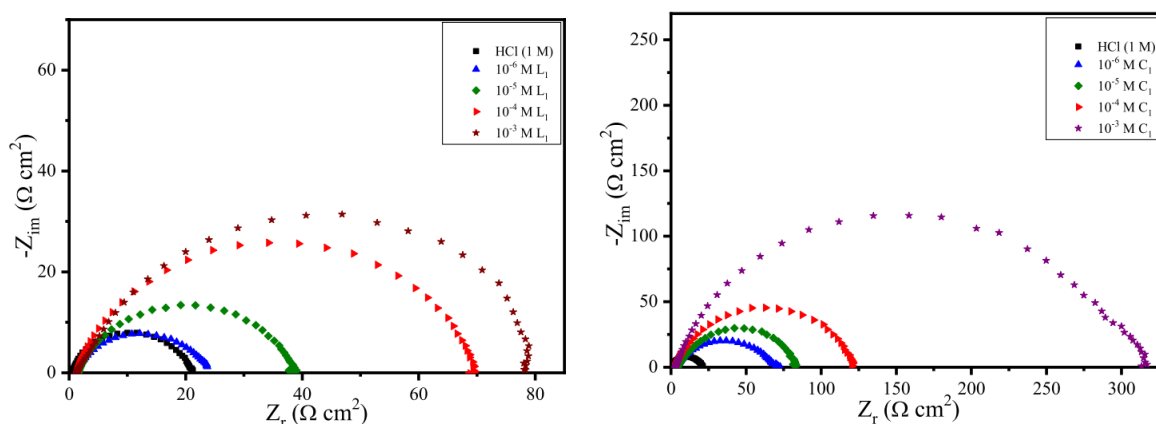 60
40
20
0
-Z_im (Ω cm²)
HCl (1 M)
10⁻⁶ M L₁
10⁻⁵ M L₁
10⁻⁴ M L₁
10⁻³ M L₁
0 20 40 60 80
Z_r (Ω cm²)
250
200
150
100
50
0
-Z_im (Ω cm²)
HCl (1 M)
10⁻⁶ M C₁
10⁻⁵ M C₁
10⁻⁴ M C₁
10⁻³ M C₁
0 50 100 150 200 250 300
Z_r (Ω cm²)